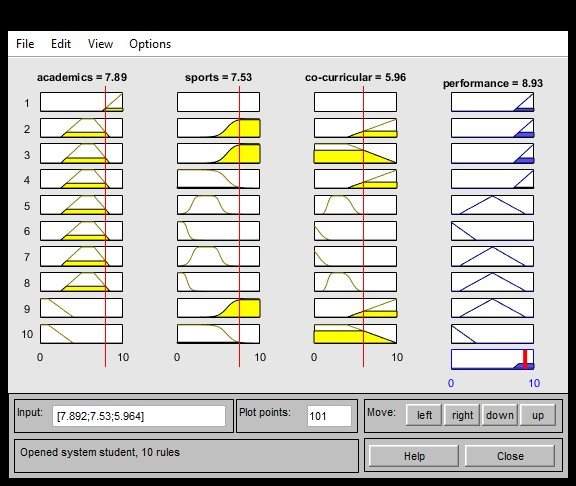 File Edit View Options
academics = 7.89 sports = 7.53 co-curricular = 5.96 performance = 8.93
1
2
3
4
5
6
7
8
9
10
0 10 0 10 0 10
0 10
Input: [7.892;7.53;5.964] Plot points: 101 Move: left right down up
Opened system student, 10 rules
Help Close